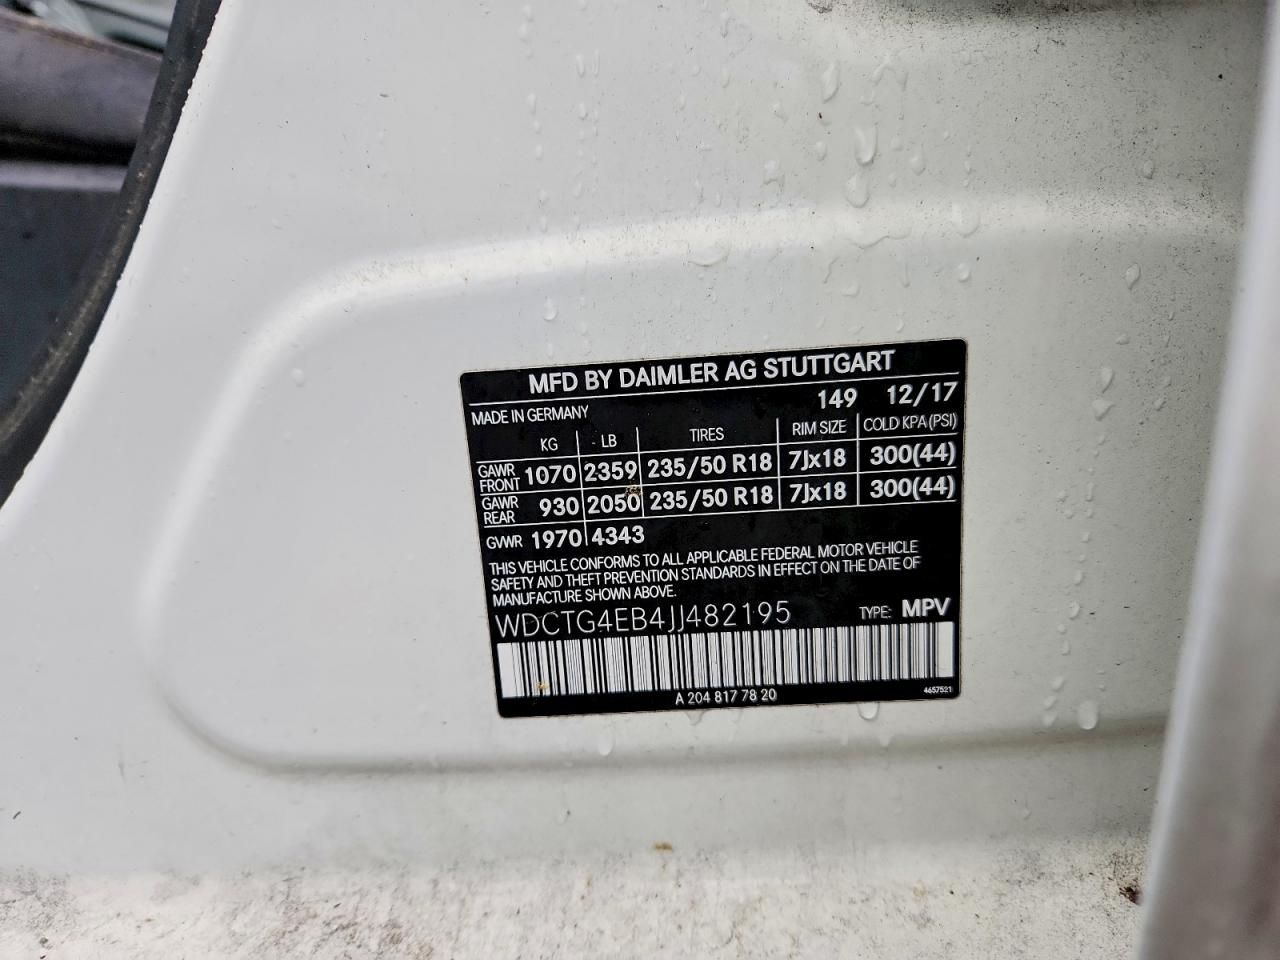 MFD BY DAIMLER AG STUTTGART
149 12/17
MADE IN GERMANY
KG LB TIRES RIM SIZE COLD KPA (PSI)
GAWR FRONT 1070 2359 235/50 R18 7Jx18 300(44)
GAWR REAR 930 2050 235/50 R18 7Jx18 300(44)
GVWR 1970 4343
THIS VEHICLE CONFORMS TO ALL APPLICABLE FEDERAL MOTOR VEHICLE
SAFETY AND THEFT PREVENTION STANDARDS IN EFFECT ON THE DATE OF
MANUFACTURE SHOWN ABOVE.
WDCTG4EB4JJ482195 TYPE: MPV
A 204 817 78 20 4657521